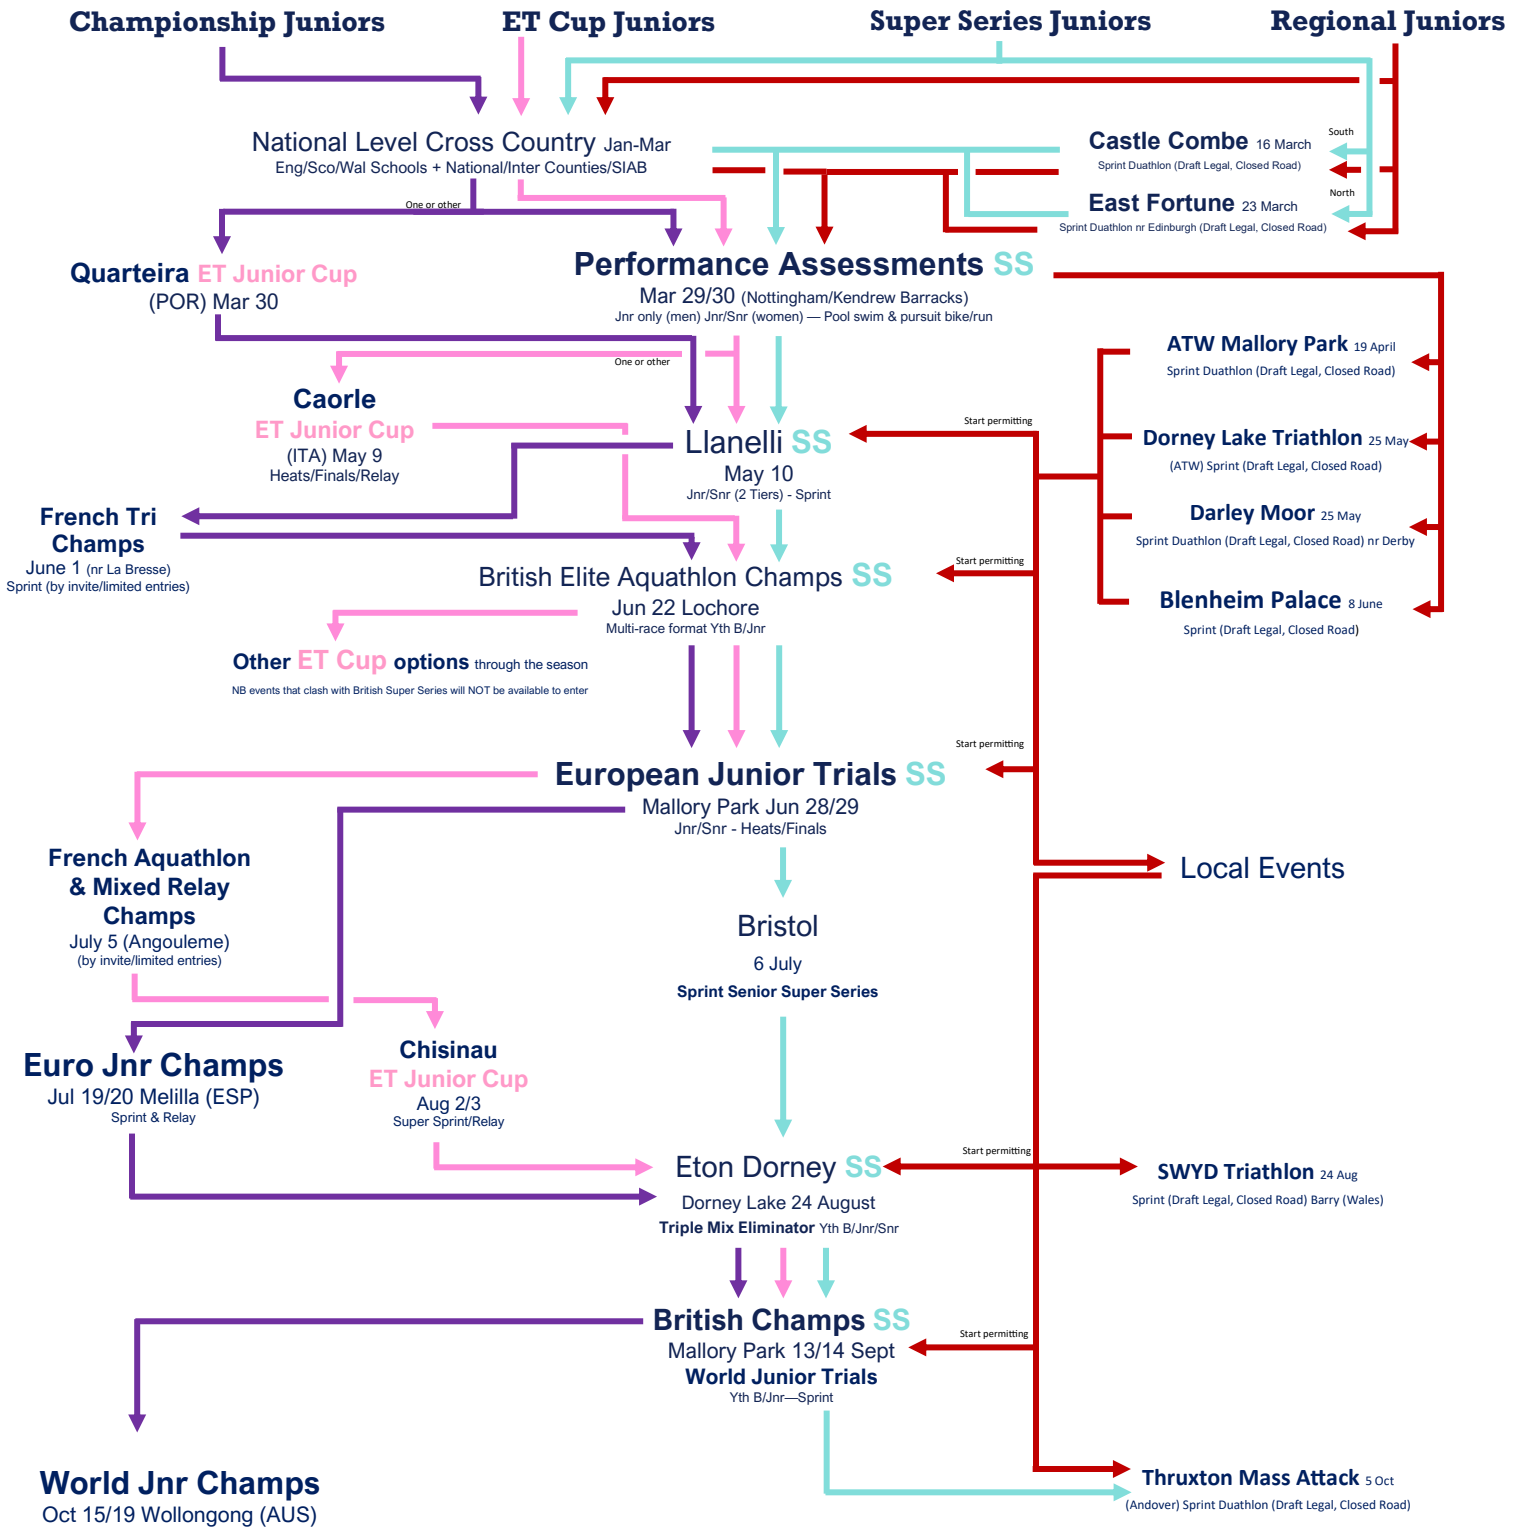 Championship Juniors
ET Cup Juniors
Super Series Juniors
Regional Juniors
National Level Cross Country Jan-Mar
Eng/Sco/Wal Schools + National/Inter Counties/SIAB
Castle Combe 16 March
Sprint Duathlon (Draft Legal, Closed Road)
South
East Fortune 23 March
Sprint Duathlon nr Edinburgh (Draft Legal, Closed Road)
North
One or other
Quarteira ET Junior Cup
(POR) Mar 30
Performance Assessments SS
Mar 29/30 (Nottingham/Kendrew Barracks)
Jnr only (men) Jnr/Snr (women) — Pool swim & pursuit bike/run
One or other
Caorle
ET Junior Cup
(ITA) May 9
Heats/Finals/Relay
ATW Mallory Park 19 April
Sprint Duathlon (Draft Legal, Closed Road)
Start permitting
Llanelli SS
May 10
Jnr/Snr (2 Tiers) - Sprint
Dorney Lake Triathlon 25 May
(ATW) Sprint (Draft Legal, Closed Road)
French Tri
Champs
June 1 (nr La Bresse)
Sprint (by invite/limited entries)
Darley Moor 25 May
Sprint Duathlon (Draft Legal, Closed Road) nr Derby
Start permitting
British Elite Aquathlon Champs SS
Jun 22 Lochore
Multi-race format Yth B/Jnr
Blenheim Palace 8 June
Sprint (Draft Legal, Closed Road)
Other ET Cup options through the season
NB events that clash with British Super Series will NOT be available to enter
Start permitting
European Junior Trials SS
Mallory Park Jun 28/29
Jnr/Snr - Heats/Finals
French Aquathlon
& Mixed Relay
Champs
July 5 (Angouleme)
(by invite/limited entries)
Local Events
Bristol
6 July
Sprint Senior Super Series
Euro Jnr Champs
Jul 19/20 Melilla (ESP)
Sprint & Relay
Chisinau
ET Junior Cup
Aug 2/3
Super Sprint/Relay
Start permitting
Eton Dorney SS
Dorney Lake 24 August
Triple Mix Eliminator Yth B/Jnr/Snr
SWYD Triathlon 24 Aug
Sprint (Draft Legal, Closed Road) Barry (Wales)
British Champs SS
Mallory Park 13/14 Sept
World Junior Trials
Yth B/Jnr—Sprint
Start permitting
World Jnr Champs
Oct 15/19 Wollongong (AUS)
Thruxton Mass Attack 5 Oct
(Andover) Sprint Duathlon (Draft Legal, Closed Road)